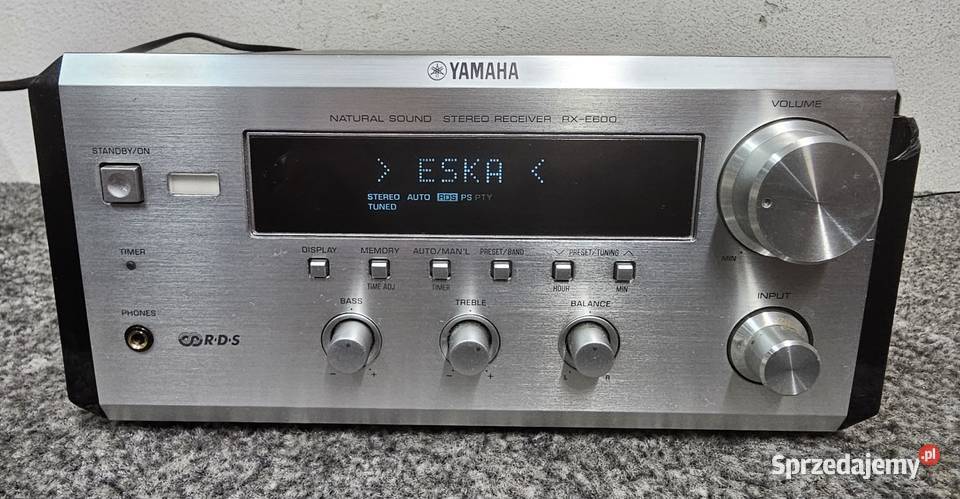 YAMAHA
NATURAL SOUND STEREO RECEIVER RX-E600
VOLUME
STANDBY/ON
> ESKA <
STEREO AUTO RDS PS PTY
TUNED
MIN
TIMER
DISPLAY MEMORY AUTO/MAN'L PRESET/BAND PRESET/TUNING
TIME ADJ TIMER HOUR MIN
BASS TREBLE BALANCE
INPUT
PHONES
R·D·S
- + - + L R
Sprzedajemy.pl